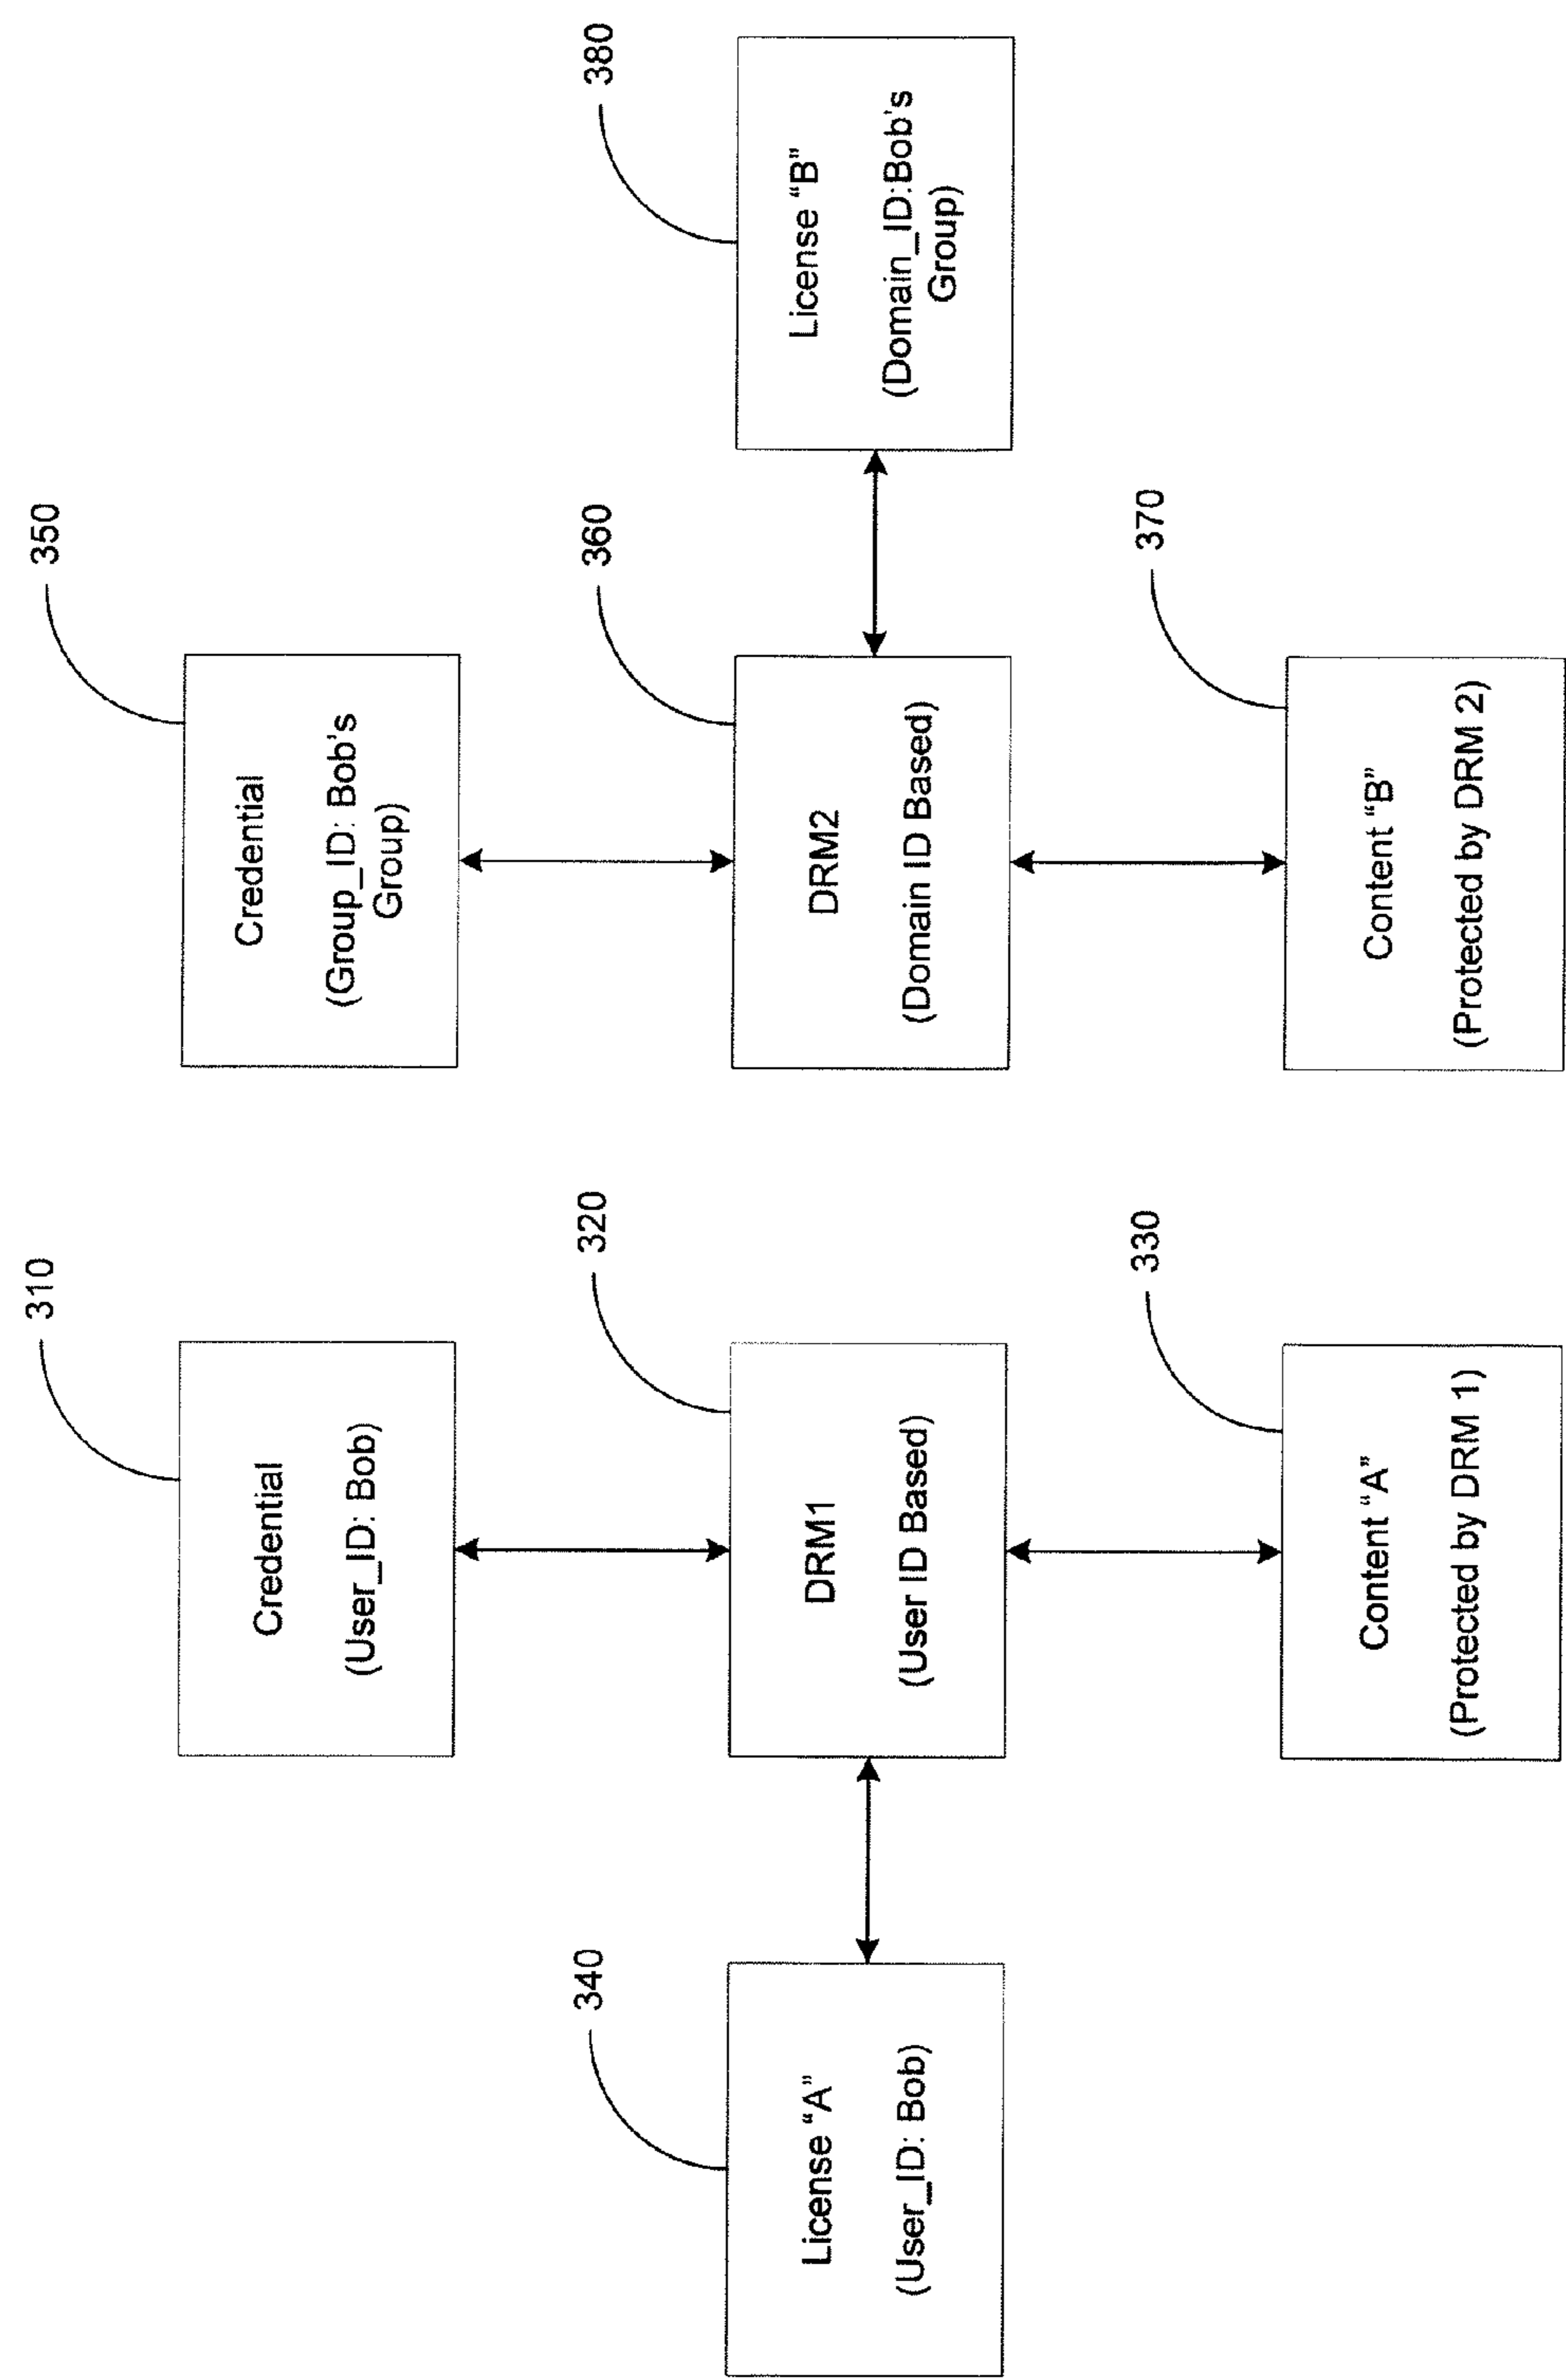 310
Credential
(User_ID: Bob)
350
Credential
(Group_ID: Bob's
Group)
340
License “A”
(User_ID: Bob)
320
DRM1
(User ID Based)
360
DRM2
(Domain ID Based)
380
License “B”
(Domain_ID:Bob's
Group)
330
Content “A”
(Protected by DRM 1)
370
Content “B”
(Protected by DRM 2)